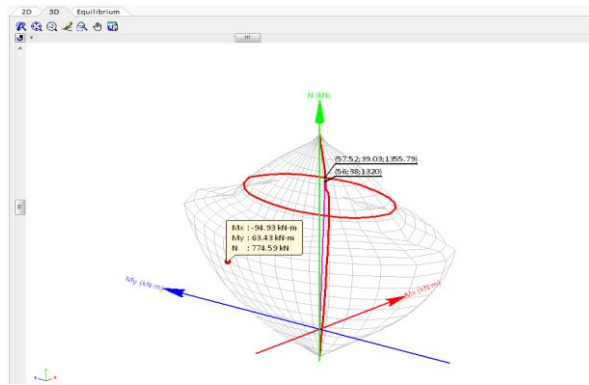 2D 3D Equilibrium
N (kN)
(57.52;39.03;1355.79)
(56;38;1320)
Mx : -94.93 kN-m
My : 63.43 kN-m
N : 774.59 kN
My (kN·m)
Mx (kN·m)